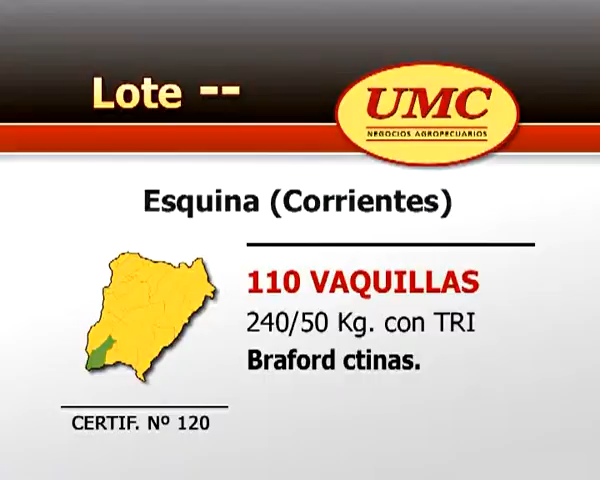 Lote --
UMC
NEGOCIOS AGROPECUARIOS
Esquina (Corrientes)
110 VAQUILLAS
240/50 Kg. con TRI
Braford ctinas.
CERTIF. Nº 120